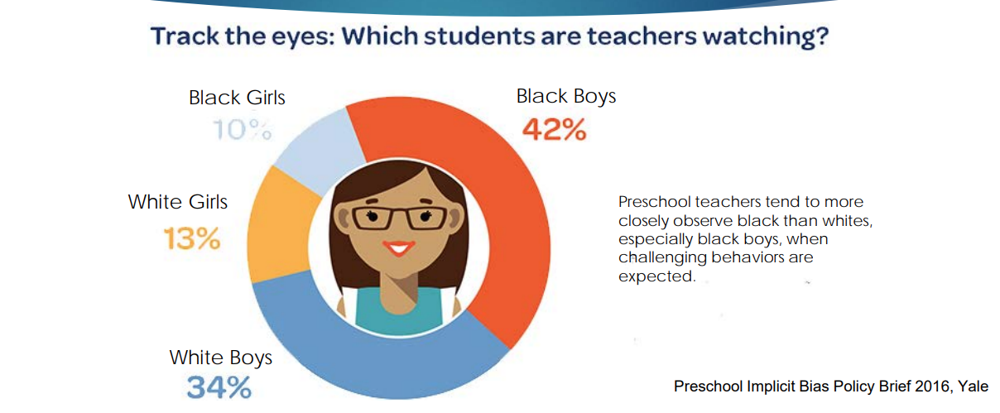 Track the eyes: Which students are teachers watching?
Black Girls
10%
Black Boys
42%
White Girls
13%
Preschool teachers tend to more
closely observe black than whites,
especially black boys, when
challenging behaviors are
expected.
White Boys
34%
Preschool Implicit Bias Policy Brief 2016, Yale